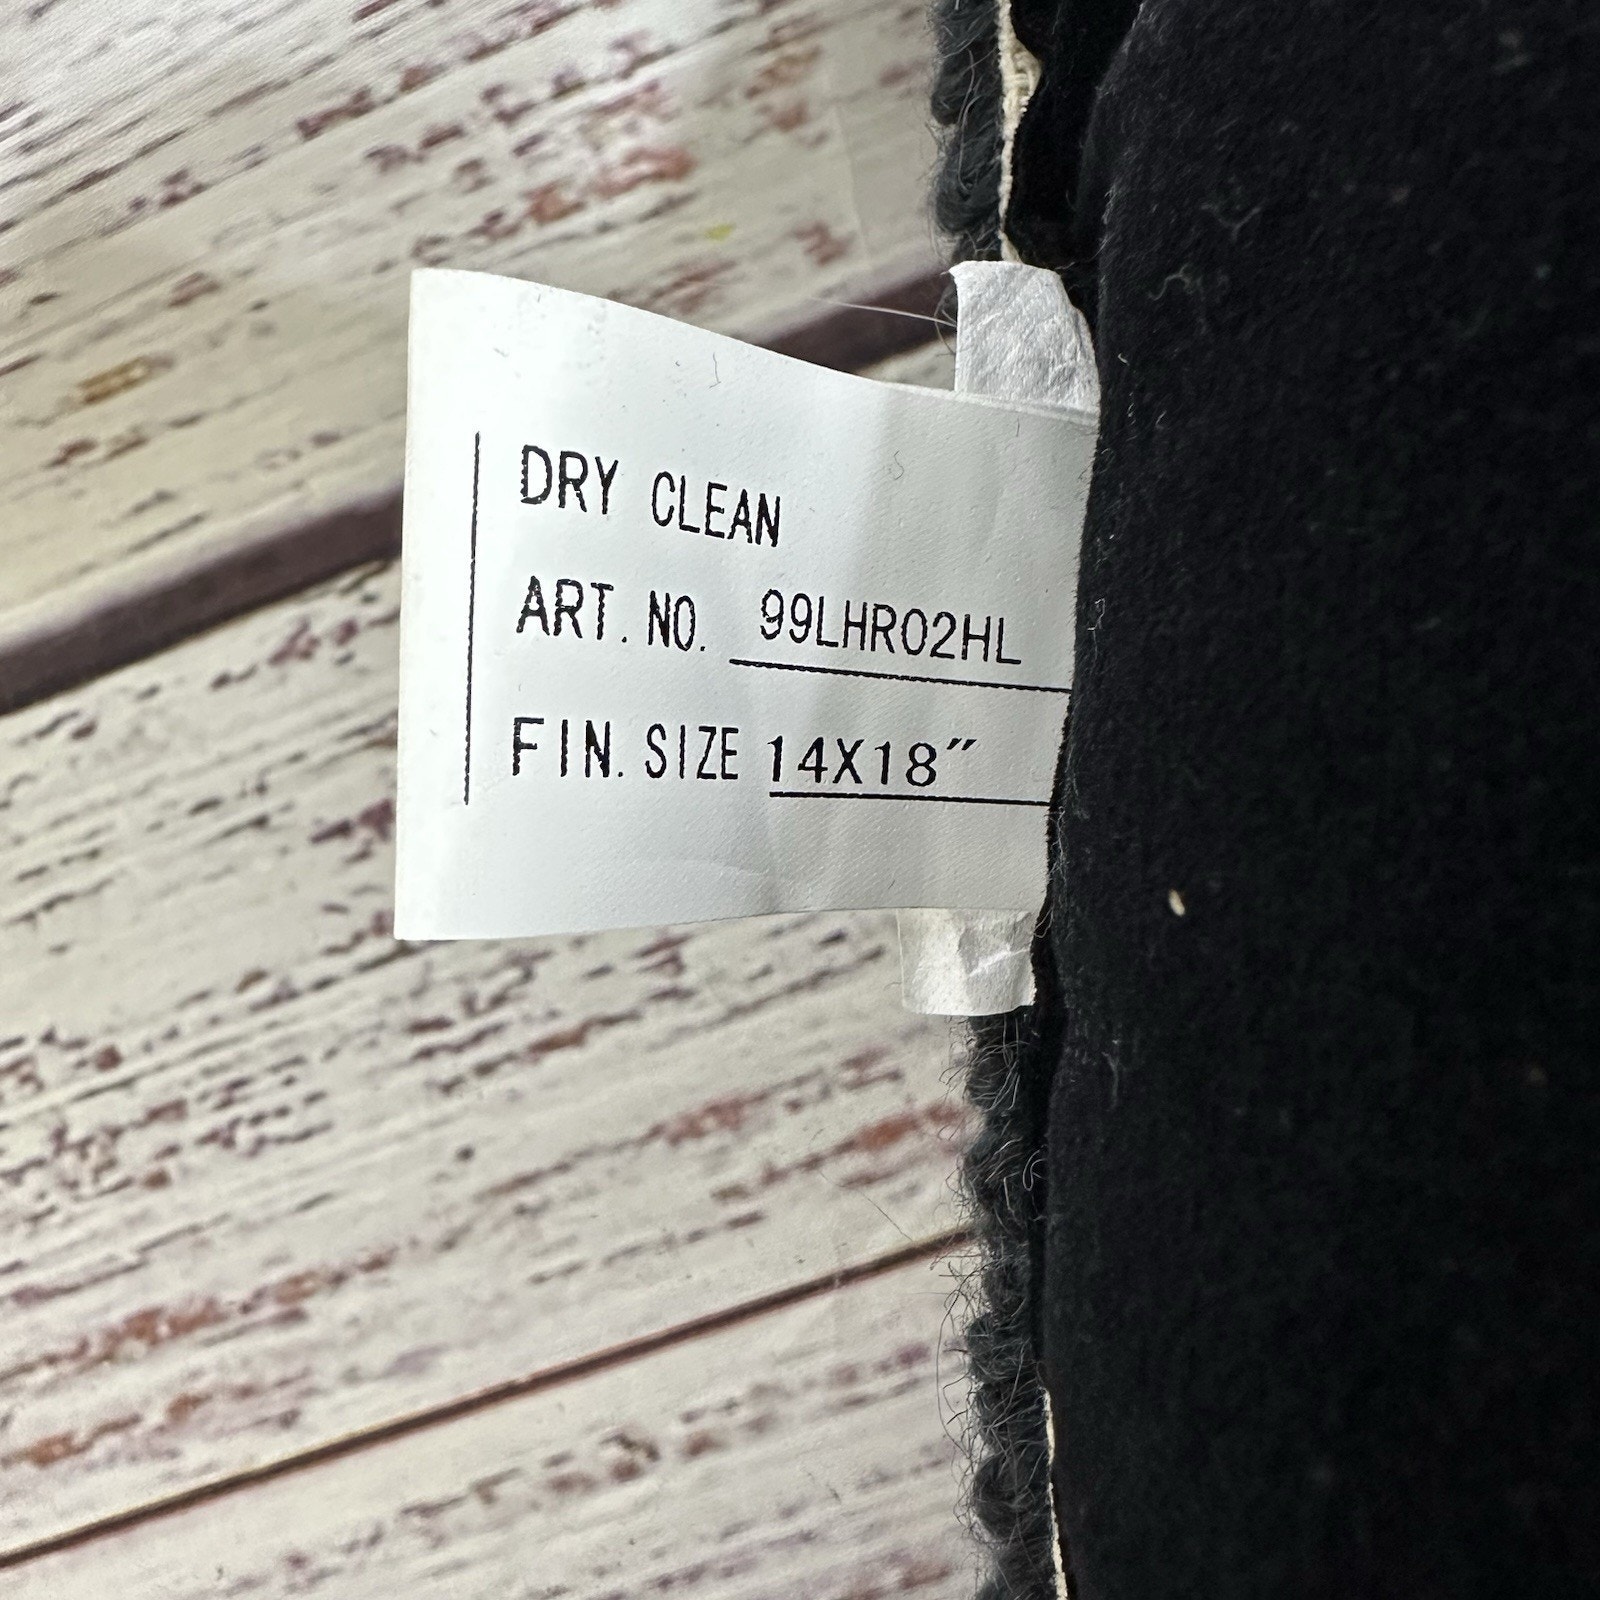 DRY CLEAN
ART. NO. 99LHR02HL
FIN. SIZE 14X18"